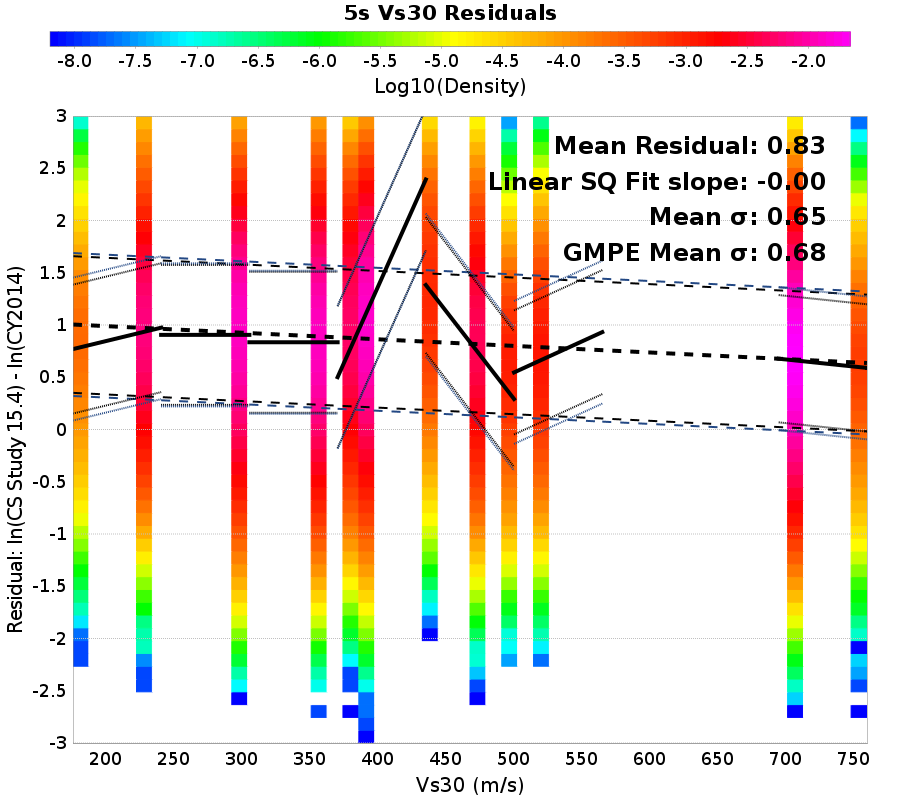 5s Vs30 Residuals
-8.0 -7.5 -7.0 -6.5 -6.0 -5.5 -5.0 -4.5 -4.0 -3.5 -3.0 -2.5 -2.0
Log10(Density)
Mean Residual: 0.83
Linear SQ Fit slope: -0.00
Mean σ: 0.65
GMPE Mean σ: 0.68
Residual: ln(CS Study 15.4) - ln(CY2014)
3
2.5
2
1.5
1
0.5
0
-0.5
-1
-1.5
-2
-2.5
-3
200 250 300 350 400 450 500 550 600 650 700 750
Vs30 (m/s)